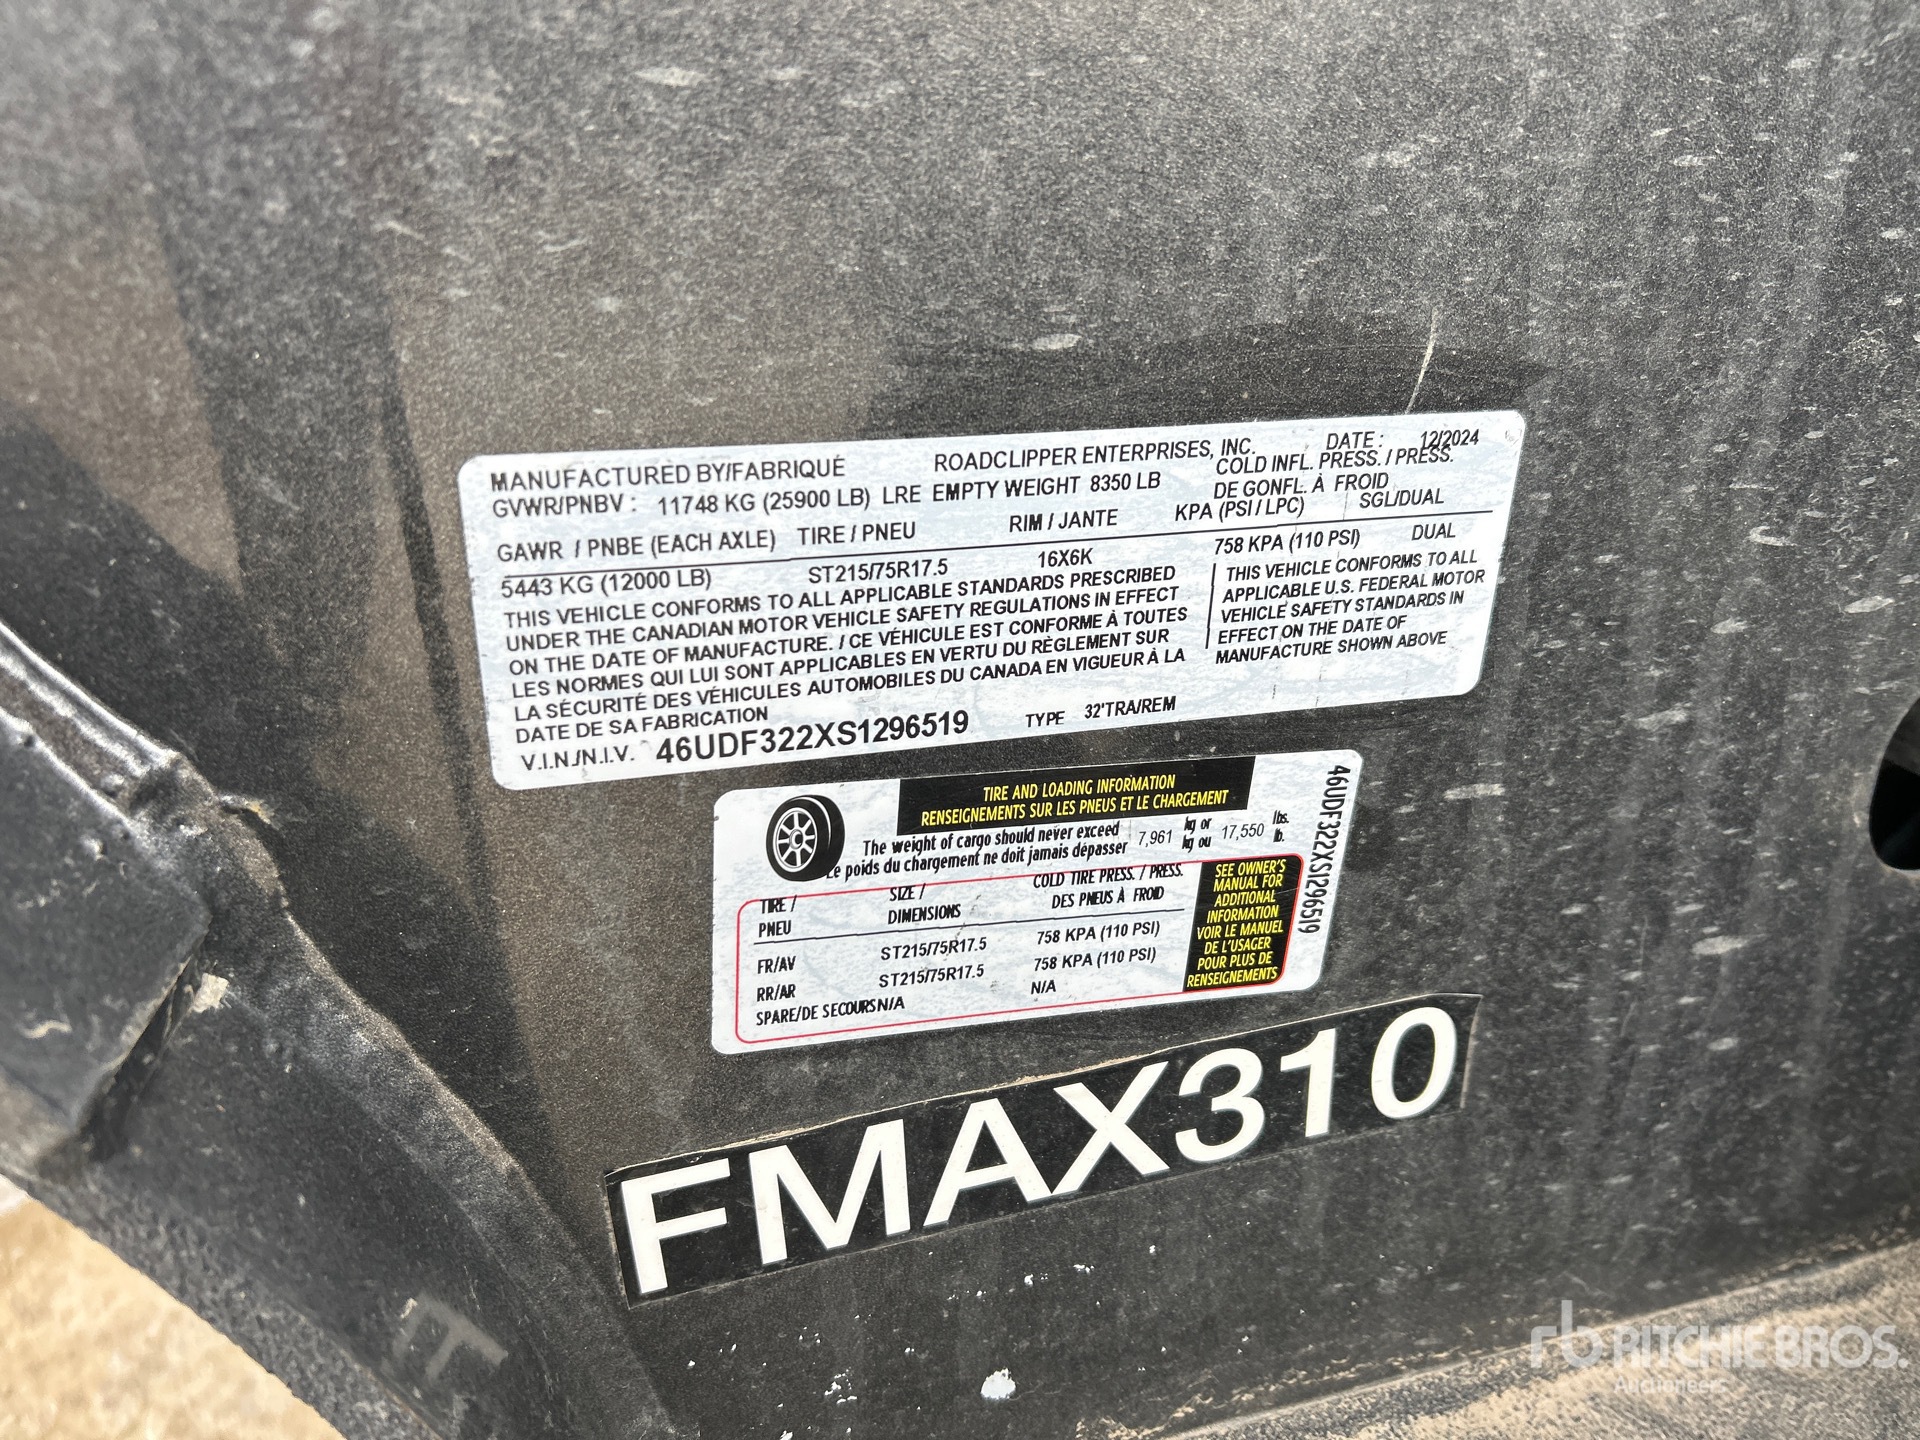 MANUFACTURED BY/FABRIQUÉ ROADCLIPPER ENTERPRISES, INC. DATE : 12/2024
GVWR/PNBV : 11748 KG (25900 LB) LRE EMPTY WEIGHT 8350 LB COLD INFL. PRESS. / PRESS.
DE GONFL. À FROID
GAWR / PNBE (EACH AXLE) TIRE / PNEU RIM / JANTE KPA (PSI / LPC) SGL/DUAL
5443 KG (12000 LB) ST215/75R17.5 16X6K 758 KPA (110 PSI) DUAL
THIS VEHICLE CONFORMS TO ALL APPLICABLE STANDARDS PRESCRIBED
UNDER THE CANADIAN MOTOR VEHICLE SAFETY REGULATIONS IN EFFECT
ON THE DATE OF MANUFACTURE. / CE VÉHICULE EST CONFORME À TOUTES
LES NORMES QUI LUI SONT APPLICABLES EN VERTU DU RÈGLEMENT SUR
LA SÉCURITÉ DES VÉHICULES AUTOMOBILES DU CANADA EN VIGUEUR À LA
DATE DE SA FABRICATION
THIS VEHICLE CONFORMS TO ALL
APPLICABLE U.S. FEDERAL MOTOR
VEHICLE SAFETY STANDARDS IN
EFFECT ON THE DATE OF
MANUFACTURE SHOWN ABOVE
V.I.N./N.I.V. 46UDF322XS1296519 TYPE 32'TRA/REM
TIRE AND LOADING INFORMATION
RENSEIGNEMENTS SUR LES PNEUS ET LE CHARGEMENT
The weight of cargo should never exceed 7,961 kg or 17,550 lbs.
Le poids du chargement ne doit jamais dépasser kg ou lb.
TIRE / SIZE / COLD TIRE PRESS. / PRESS.
PNEU DIMENSIONS DES PNEUS À FROID
FR/AV ST215/75R17.5 758 KPA (110 PSI)
RR/AR ST215/75R17.5 758 KPA (110 PSI)
SPARE/DE SECOURS N/A N/A
SEE OWNER'S
MANUAL FOR
ADDITIONAL
INFORMATION
VOIR LE MANUEL
DE L'USAGER
POUR PLUS DE
RENSEIGNEMENTS
46UDF322XS1296519
FMAX310
rb RITCHIE BROS.
Auctioneers